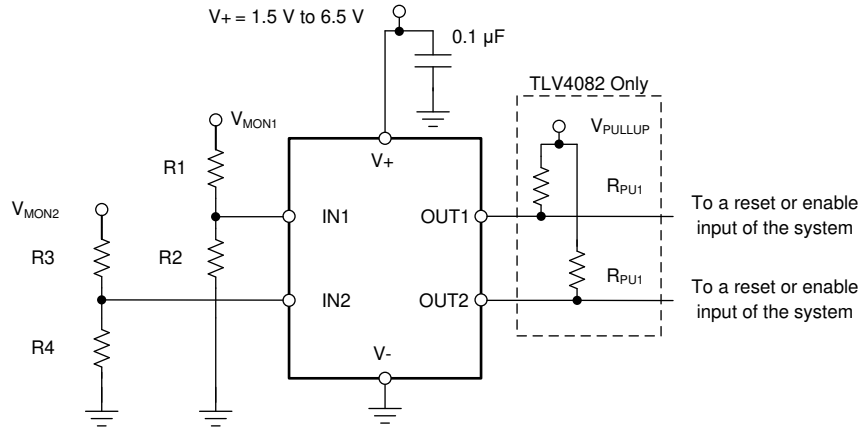 V+ = 1.5 V to 6.5 V
0.1 µF
TLV4082 Only
VPULLUP
VMON1
R1
V+
RPU1
VMON2
IN1
OUT1
To a reset or enable
input of the system
R3
R2
RPU1
IN2
OUT2
To a reset or enable
input of the system
R4
V-